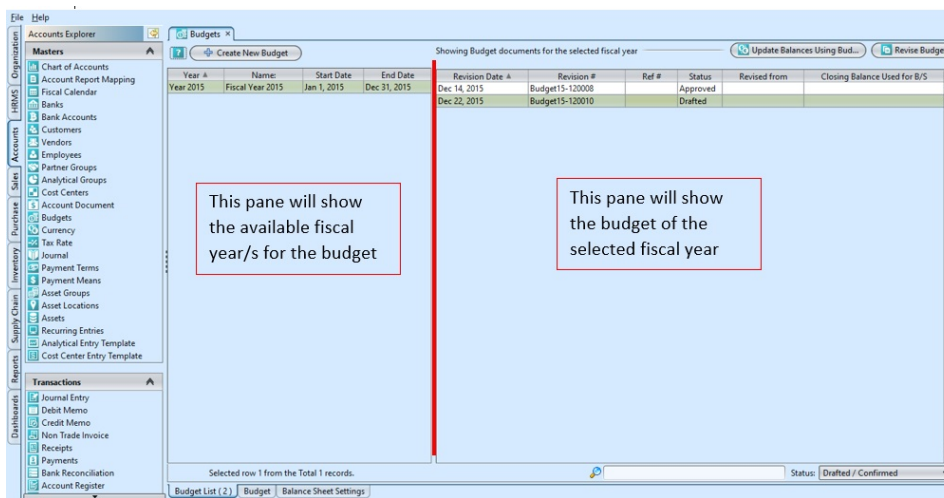 File Help
Accounts Explorer
Budgets
Organization
HRMS
Accounts
Sales
Purchase
Inventory
Supply Chain
Reports
Dashboards
Masters
Chart of Accounts
Account Report Mapping
Fiscal Calendar
Banks
Bank Accounts
Customers
Vendors
Employees
Partner Groups
Analytical Groups
Cost Centers
Account Document
Budgets
Currency
Tax Rate
Journal
Payment Terms
Payment Means
Asset Groups
Asset Locations
Assets
Recurring Entries
Analytical Entry Template
Cost Center Entry Template
Transactions
Journal Entry
Debit Memo
Credit Memo
Non Trade Invoice
Receipts
Payments
Bank Reconciliation
Account Register
? Create New Budget
Year Name: Start Date End Date
Year 2015 Fiscal Year 2015 Jan 1, 2015 Dec 31, 2015
This pane will show
the available fiscal
year/s for the budget
Selected row 1 from the Total 1 records.
Showing Budget documents for the selected fiscal year Update Balances Using Bud... Revise Budge
Revision Date Revision # Ref # Status Revised from Closing Balance Used for B/S
Dec 14, 2015 Budget15-120008 Approved
Dec 22, 2015 Budget15-120010 Drafted
This pane will show
the budget of the
selected fiscal year
Status: Drafted / Confirmed
Budget List ( 2 ) Budget Balance Sheet Settings